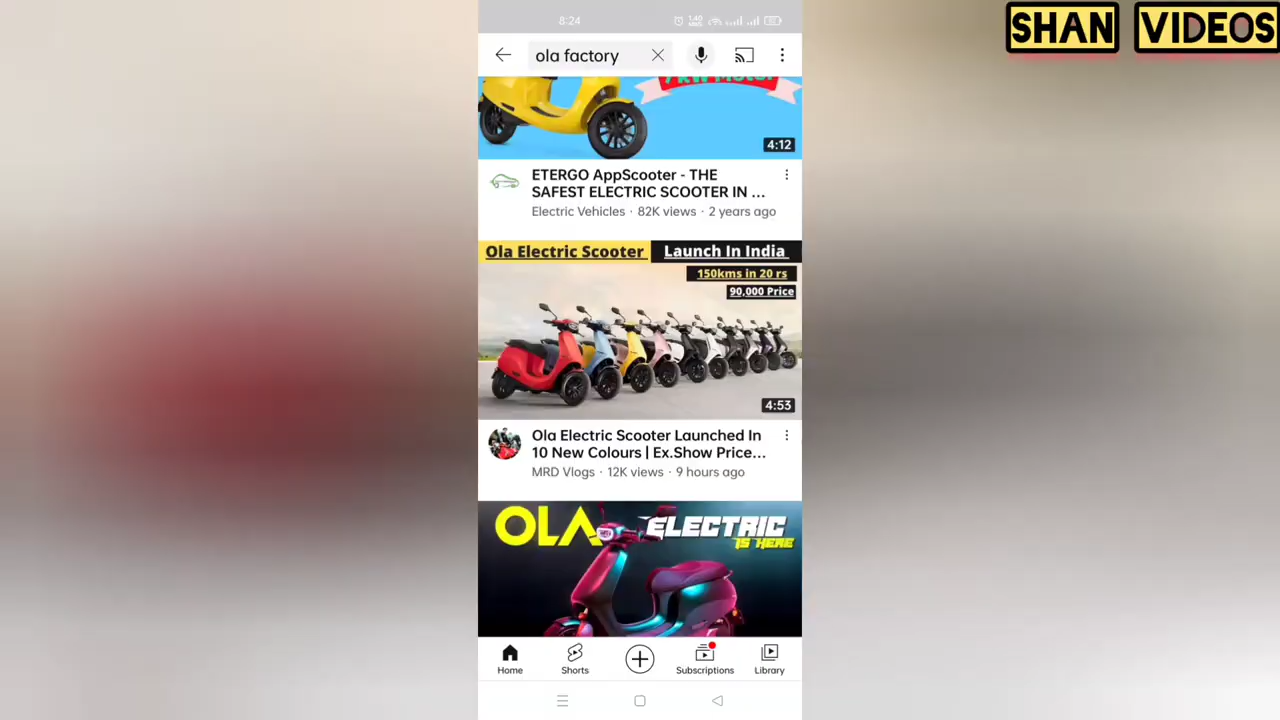 SHAN VIDEOS
8:24
ola factory
4:12
ETERGO AppScooter - THE
SAFEST ELECTRIC SCOOTER IN ...
Electric Vehicles · 82K views · 2 years ago
Ola Electric Scooter Launch In India
150kms in 20 rs
90,000 Price
4:53
Ola Electric Scooter Launched In
10 New Colours | Ex.Show Price...
MRD Vlogs · 12K views · 9 hours ago
OLA ELECTRIC
IS HERE
Home Shorts Subscriptions Library